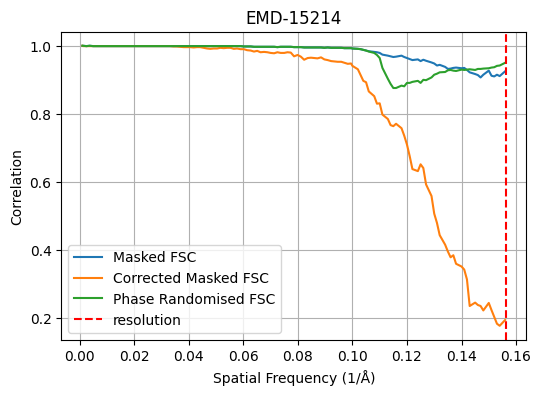 EMD-15214
1.0
0.8
0.6
0.4
0.2
Correlation
Masked FSC
Corrected Masked FSC
Phase Randomised FSC
resolution
0.00 0.02 0.04 0.06 0.08 0.10 0.12 0.14 0.16
Spatial Frequency (1/Å)